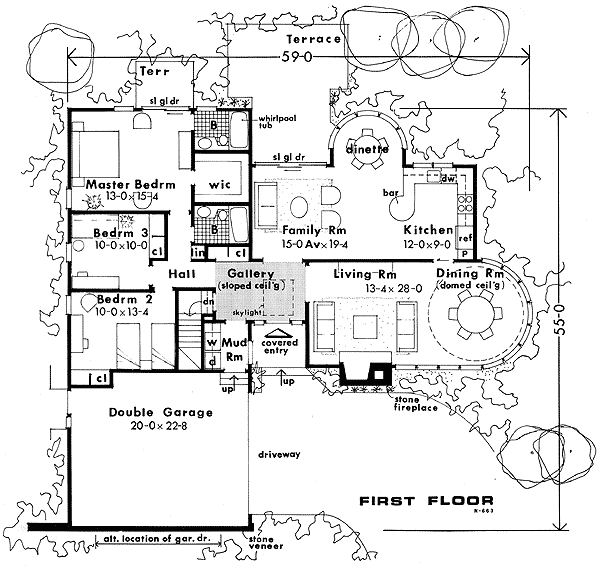 Terrace
59-0
Terr
sl gl dr
whirlpool
tub
B
dinette
sl gl dr
dw
Master Bedrm
13-0 x 15-4
wic
bar
B
Bedrm 3
10-0 x 10-0
cl
Family Rm
15-0 Av x 19-4
Kitchen
12-0 x 9-0
ref
P
lin
cl
Hall
Gallery
(sloped ceil'g)
Living Rm
13-4 x 28-0
Dining Rm
(domed ceil'g)
Bedrm 2
10-0 x 13-4
dn
skylight
55-0
w
d
Mud
Rm
covered
entry
cl
up
up
stone
fireplace
Double Garage
20-0 x 22-8
driveway
FIRST FLOOR
R-663
alt. location of gar. dr.
stone
veneer